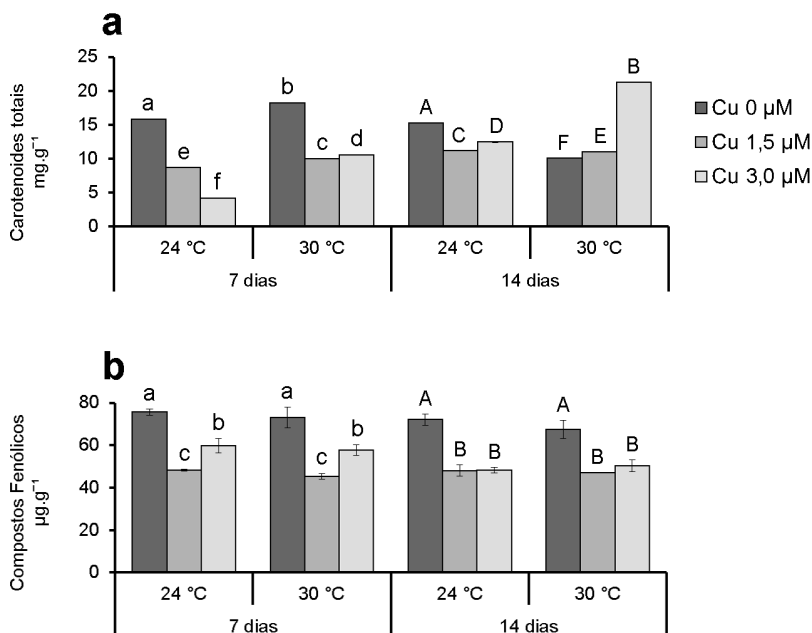 a
Carotenoides totais
mg.g⁻¹
25
20
15
10
5
0
a
e
f
b
c
d
A
C
D
F
E
B
24 °C
30 °C
24 °C
30 °C
7 dias
14 dias
Cu 0 µM
Cu 1,5 µM
Cu 3,0 µM
b
Compostos Fenólicos
µg.g⁻¹
80
60
40
20
0
a
c
b
a
c
b
A
B
B
A
B
B
24 °C
30 °C
24 °C
30 °C
7 dias
14 dias